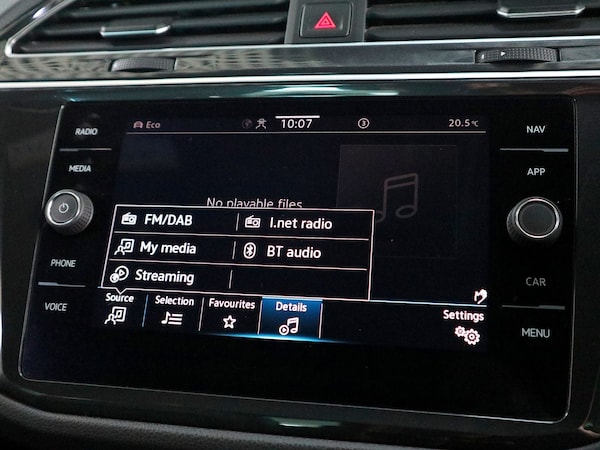 RADIO
MEDIA
PHONE
VOICE
Eco
10:07
3
20.5°C
No playable files
FM/DAB
I.net radio
My media
BT audio
Streaming
Source
Selection
Favourites
Details
Settings
NAV
APP
CAR
MENU